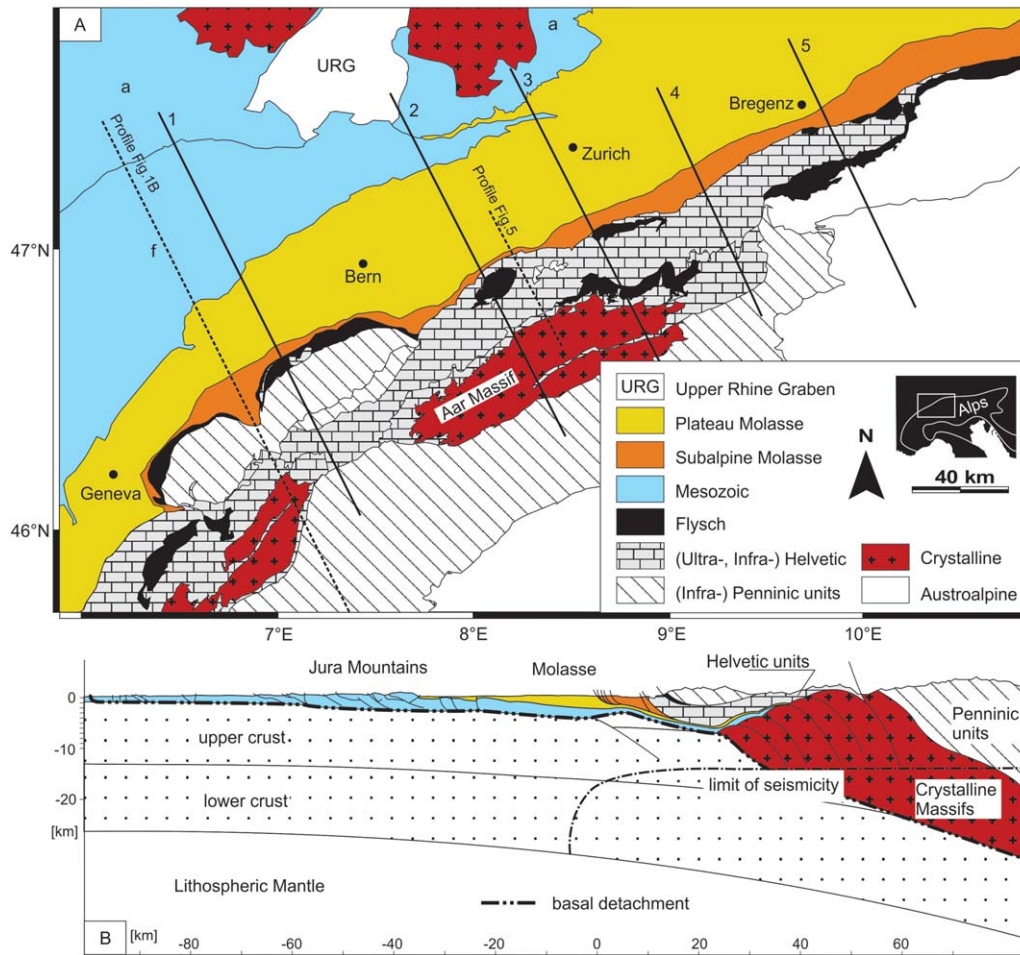 A
a
URG
a
5
1
2
3
4
Bregenz
Profile Fig.1B
Zurich
Profile Fig.5
47°N
f
Bern
Aar Massif
Geneva
46°N
URG Upper Rhine Graben
Plateau Molasse
Subalpine Molasse
Mesozoic
Flysch
(Ultra-, Infra-) Helvetic
(Infra-) Penninic units
Alps
N
40 km
Crystalline
Austroalpine
7°E 8°E 9°E 10°E
Jura Mountains
Molasse
Helvetic units
0
-10
-20
[km]
upper crust
lower crust
limit of seismicity
Penninic
units
Crystalline
Massifs
Lithospheric Mantle
basal detachment
B
[km] -80 -60 -40 -20 0 20 40 60